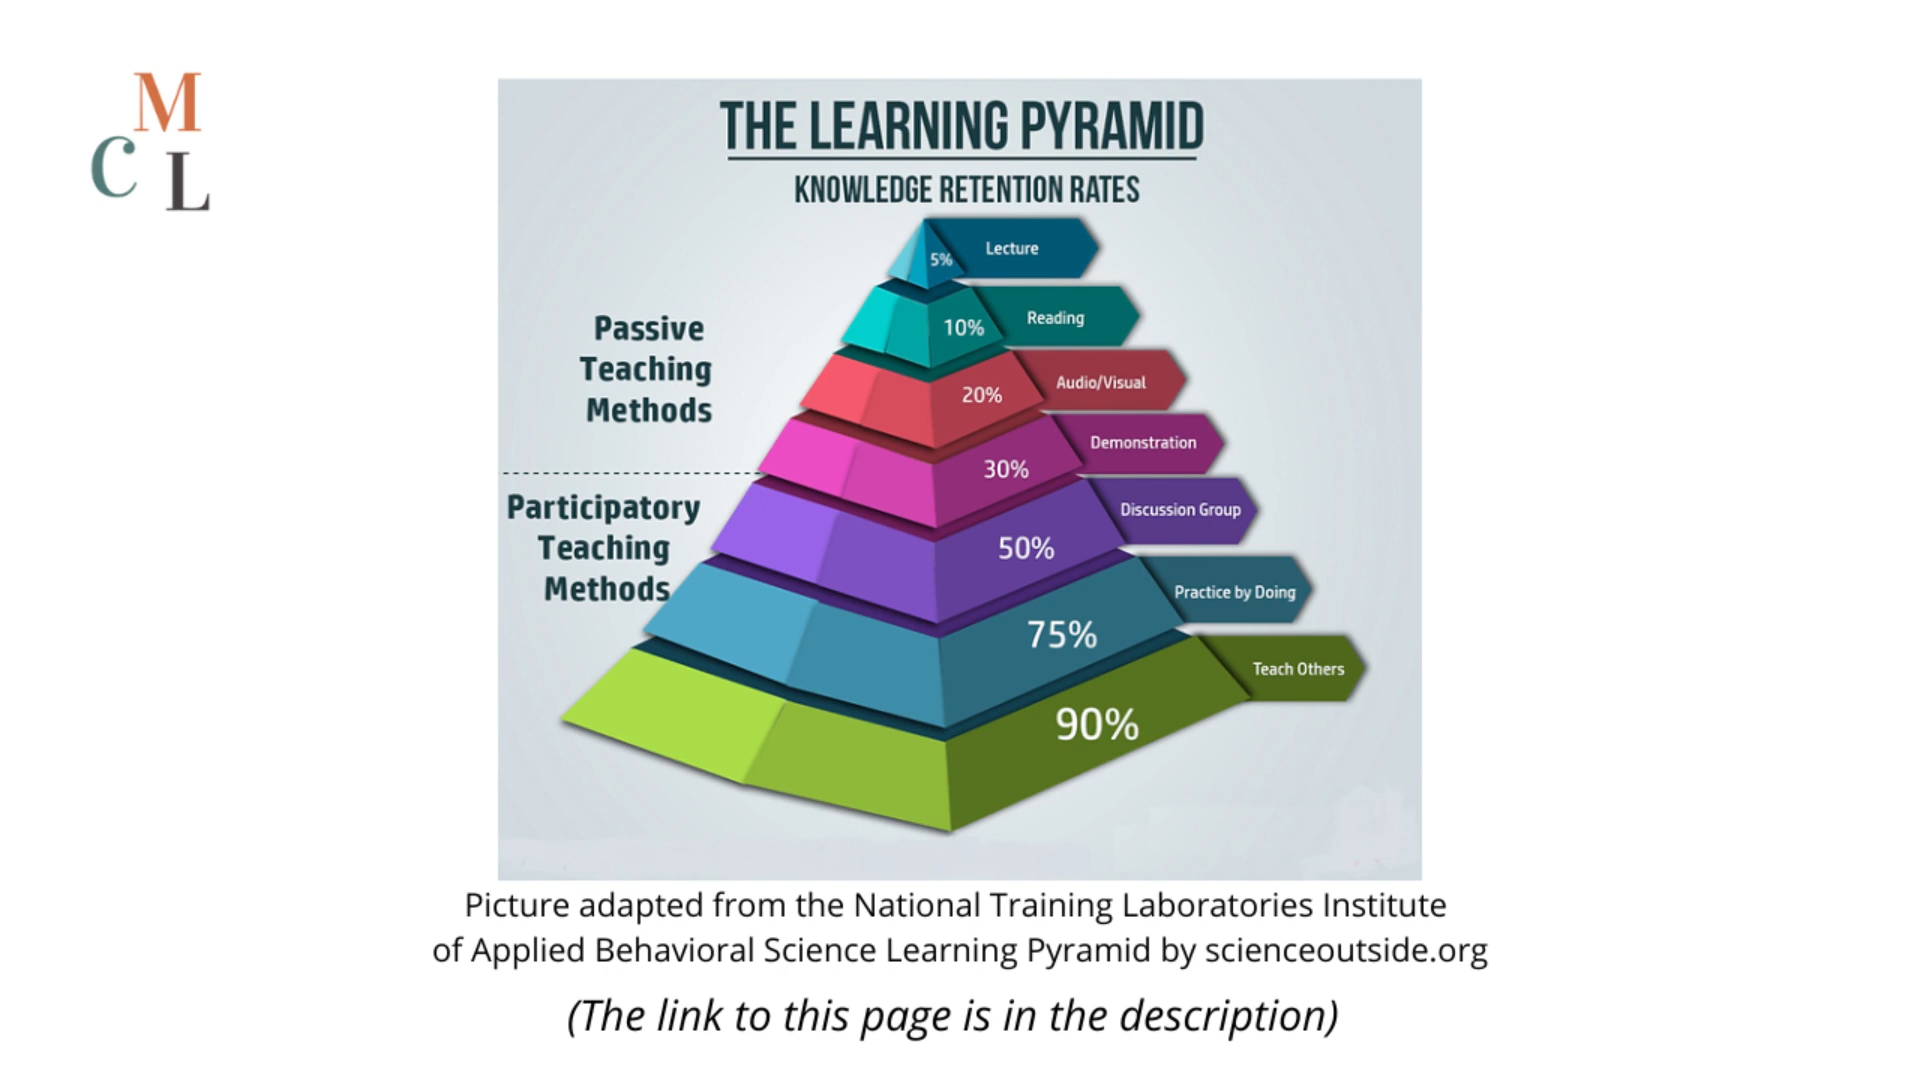 M
C L
THE LEARNING PYRAMID
KNOWLEDGE RETENTION RATES
5% Lecture
10% Reading
20% Audio/Visual
30% Demonstration
50% Discussion Group
75% Practice by Doing
90% Teach Others
Passive
Teaching
Methods
Participatory
Teaching
Methods
Picture adapted from the National Training Laboratories Institute
of Applied Behavioral Science Learning Pyramid by scienceoutside.org
(The link to this page is in the description)